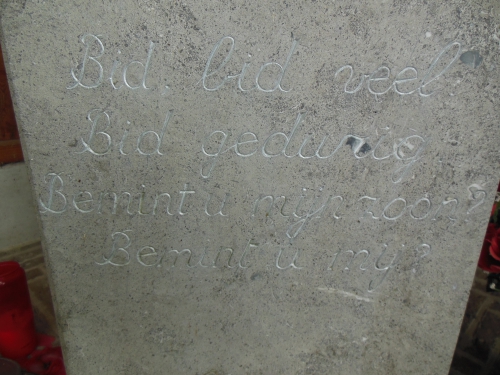 Bid. bid veel.
Bid gedurig
Bemint u mijn zoon?
Bemint u mij?